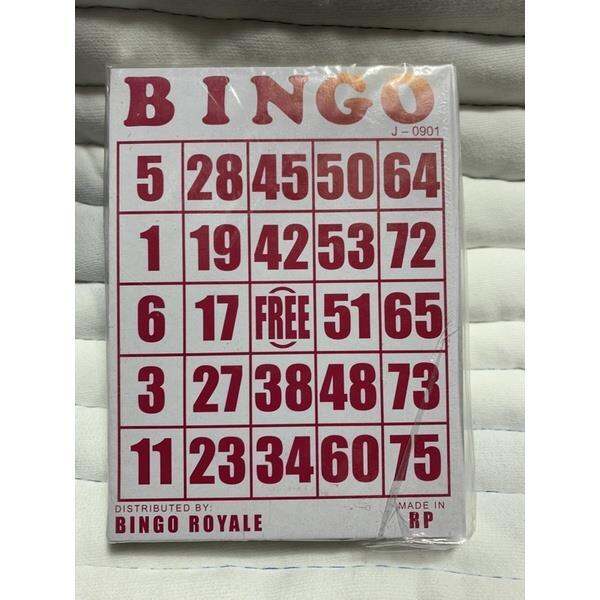 BINGO
J – 0901
5 28 45 50 64
1 19 42 53 72
6 17 FREE 51 65
3 27 38 48 73
11 23 34 60 75
DISTRIBUTED BY: MADE IN
BINGO ROYALE RP